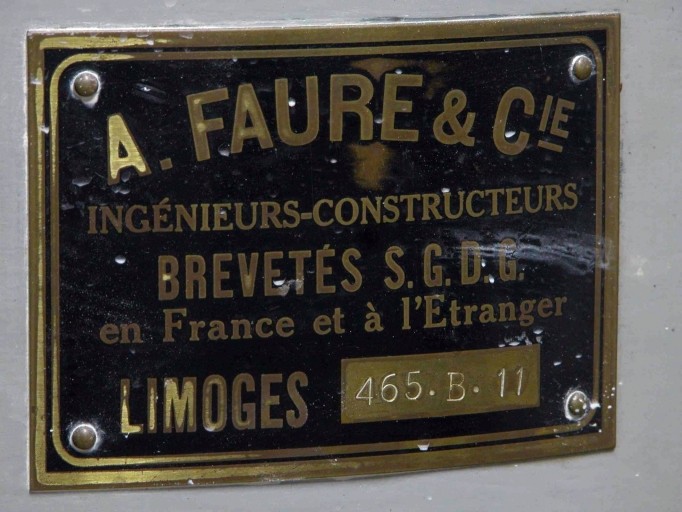 A. FAURE & CIE
INGÉNIEURS-CONSTRUCTEURS
BREVETÉS S.G.D.G.
en France et à l'Etranger
LIMOGES 465·B·11